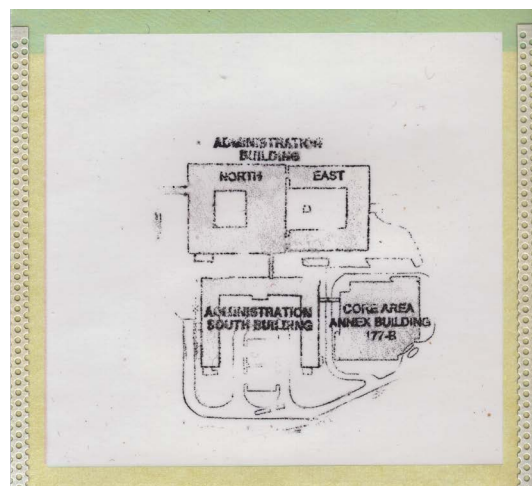 ADMINISTRATION
BUILDING
NORTH
EAST
ADMINISTRATION
SOUTH BUILDING
CORE AREA
ANNEX BUILDING
177-B